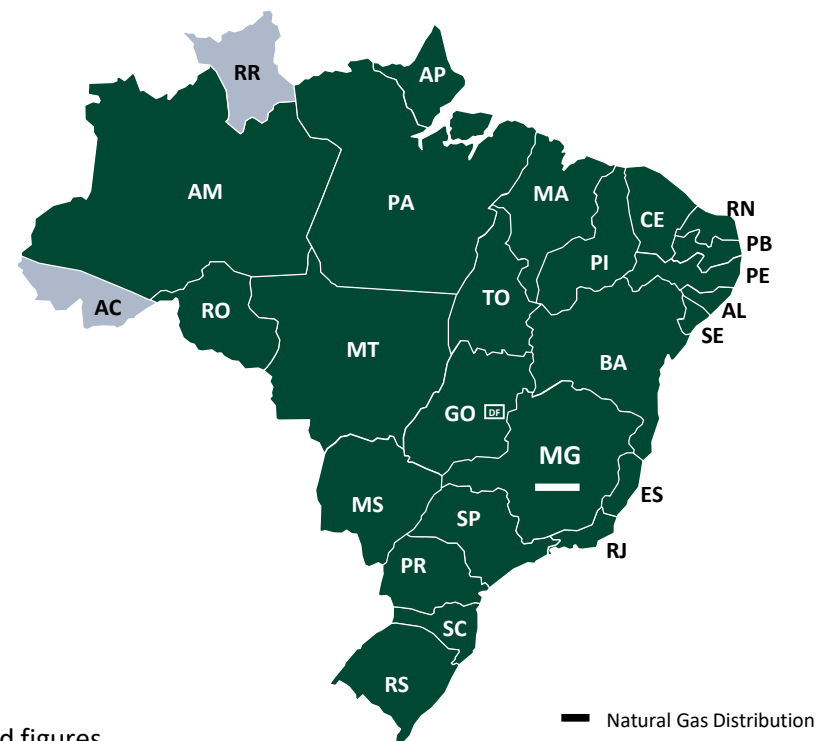 RR
AP
AM
PA
MA
CE
RN
PB
PI
PE
AC
RO
TO
AL
SE
MT
BA
GO
DF
MG
MS
SP
ES
RJ
PR
SC
RS
Natural Gas Distribution
d figures